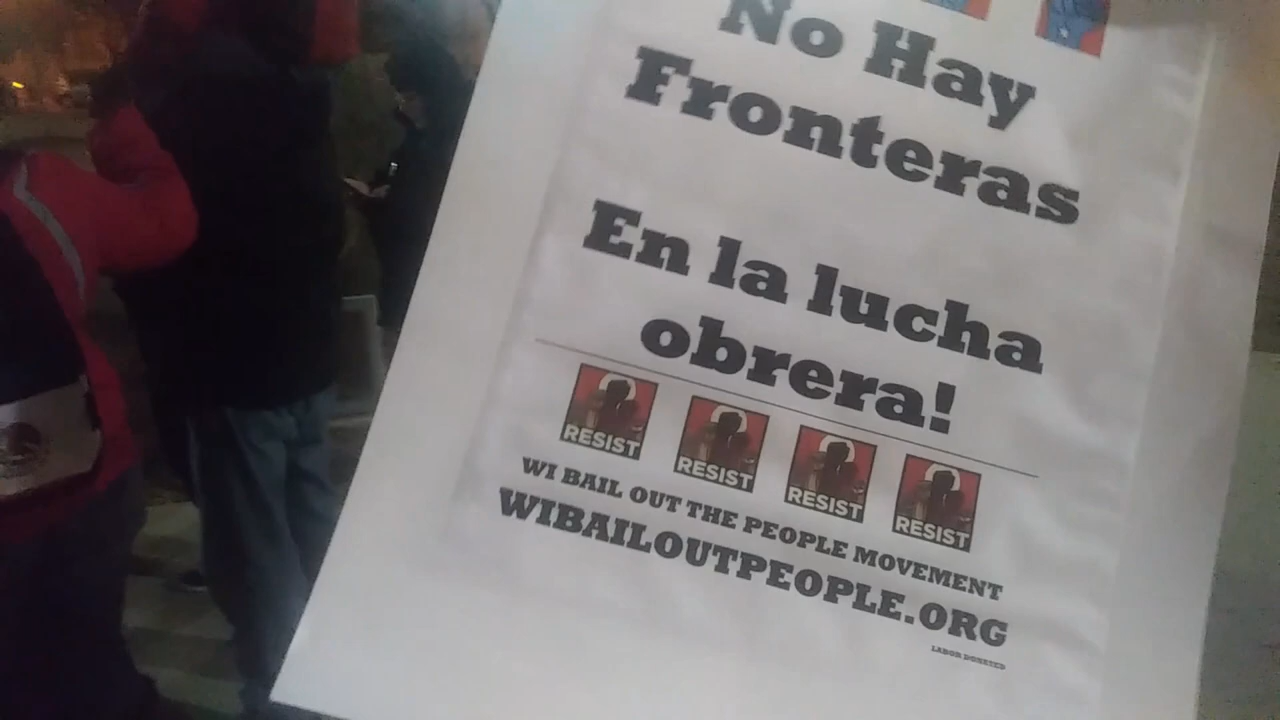 No Hay
Fronteras
En la lucha
obrera!
RESIST RESIST RESIST RESIST
WI BAIL OUT THE PEOPLE MOVEMENT
WIBAILOUTPEOPLE.ORG
LABOR DONATED